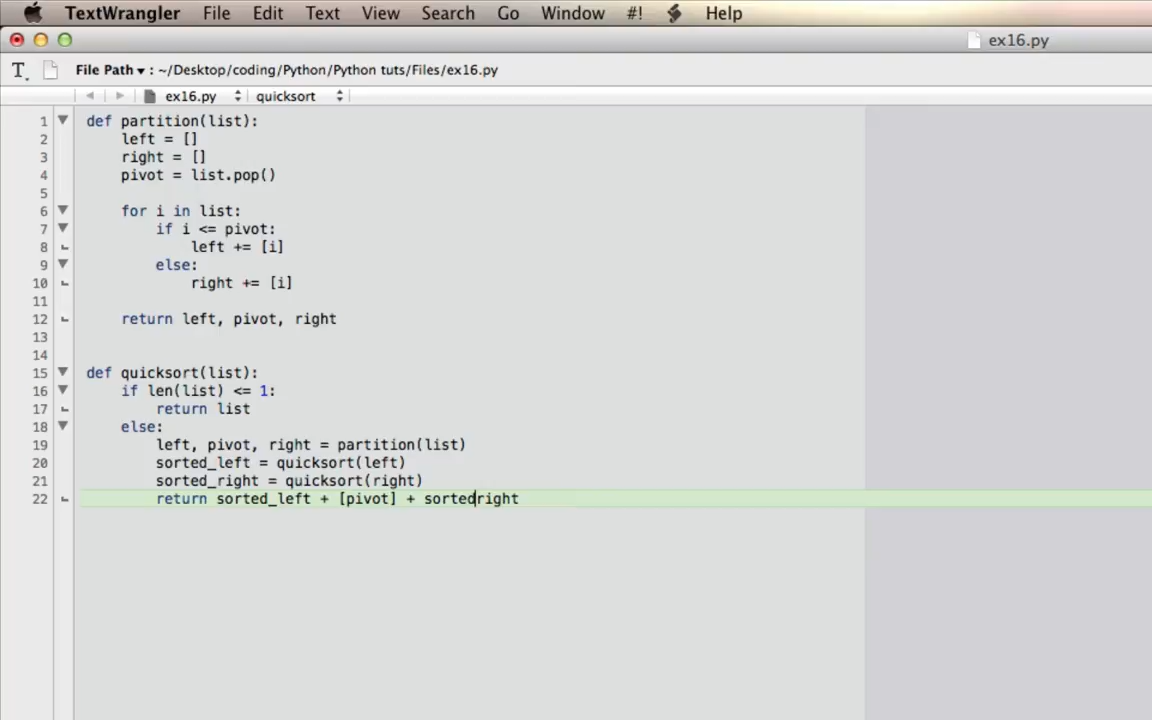 TextWrangler File Edit Text View Search Go Window #! Help
ex16.py
File Path ▾ : ~/Desktop/coding/Python/Python tuts/Files/ex16.py
ex16.py quicksort
1 def partition(list):
2     left = []
3     right = []
4     pivot = list.pop()
5
6     for i in list:
7         if i <= pivot:
8             left += [i]
9         else:
10             right += [i]
11
12     return left, pivot, right
13
14
15 def quicksort(list):
16     if len(list) <= 1:
17         return list
18     else:
19         left, pivot, right = partition(list)
20         sorted_left = quicksort(left)
21         sorted_right = quicksort(right)
22         return sorted_left + [pivot] + sortedright